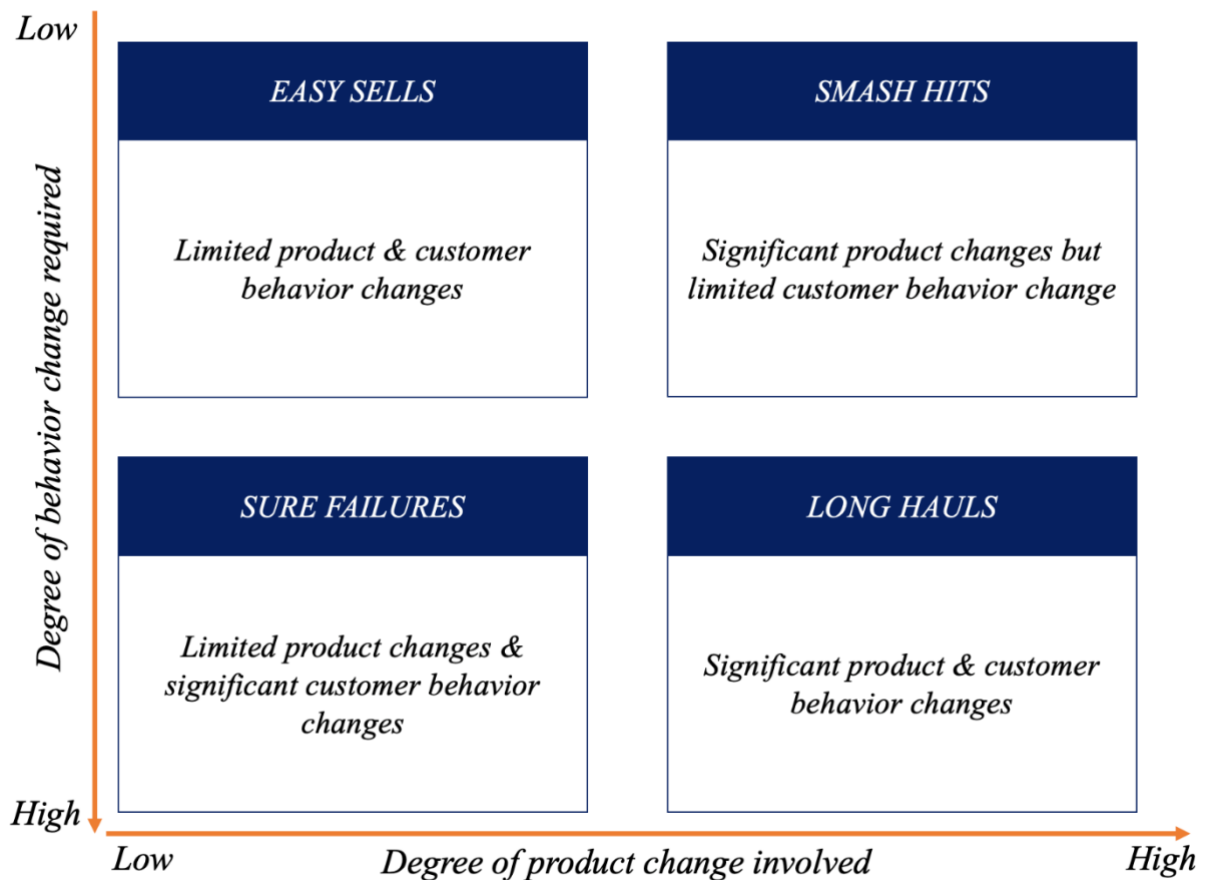 Low
EASY SELLS
SMASH HITS
Limited product & customer
behavior changes
Significant product changes but
limited customer behavior change
Degree of behavior change required
SURE FAILURES
LONG HAULS
Limited product changes &
significant customer behavior
changes
Significant product & customer
behavior changes
High
Low
Degree of product change involved
High